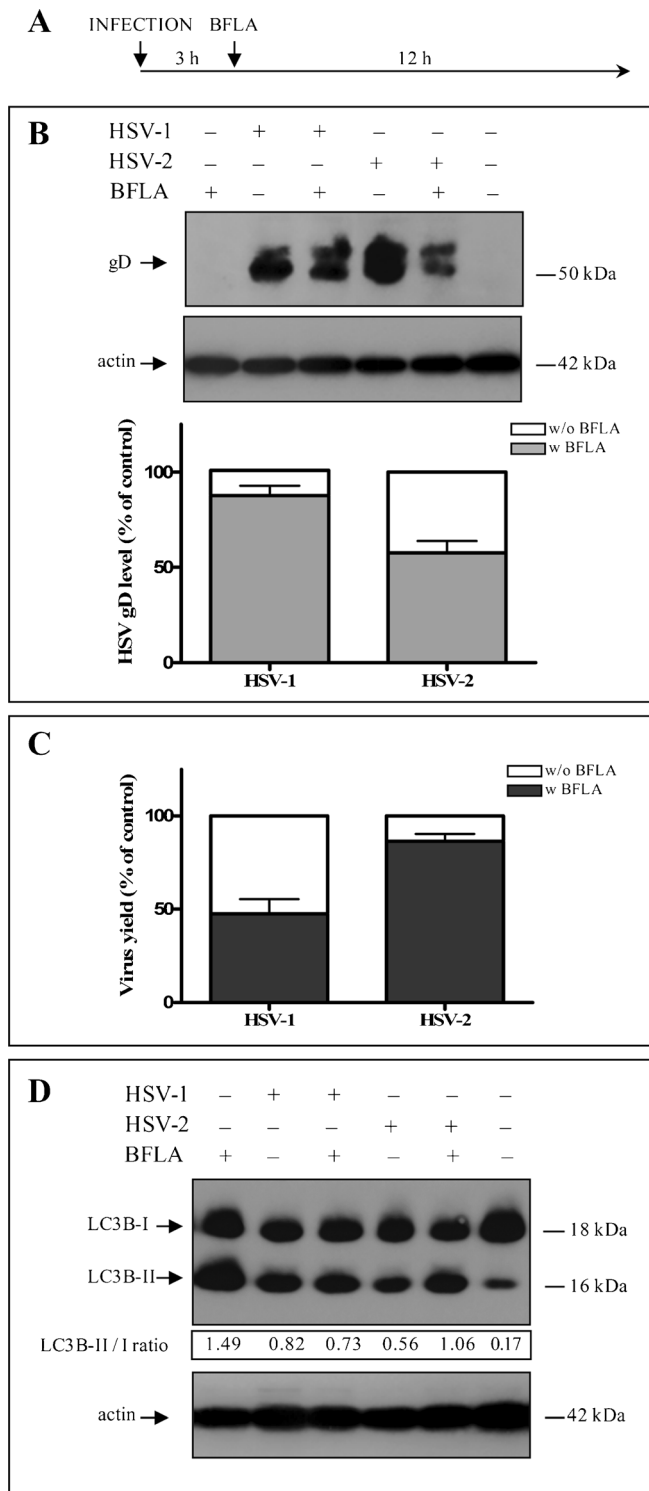 A
INFECTION BFLA
3 h 12 h
B
HSV-1 – + + – – –
HSV-2 – – – + + –
BFLA + – + – + –
gD
50 kDa
actin
42 kDa
HSV gD level (% of control)
100
50
0
w/o BFLA
w BFLA
HSV-1 HSV-2
C
Virus yield (% of control)
100
50
0
w/o BFLA
w BFLA
HSV-1 HSV-2
D
HSV-1 – + + – – –
HSV-2 – – – + + –
BFLA + – + – + –
LC3B-I
18 kDa
LC3B-II
16 kDa
LC3B-II / I ratio 1.49 0.82 0.73 0.56 1.06 0.17
actin
42 kDa